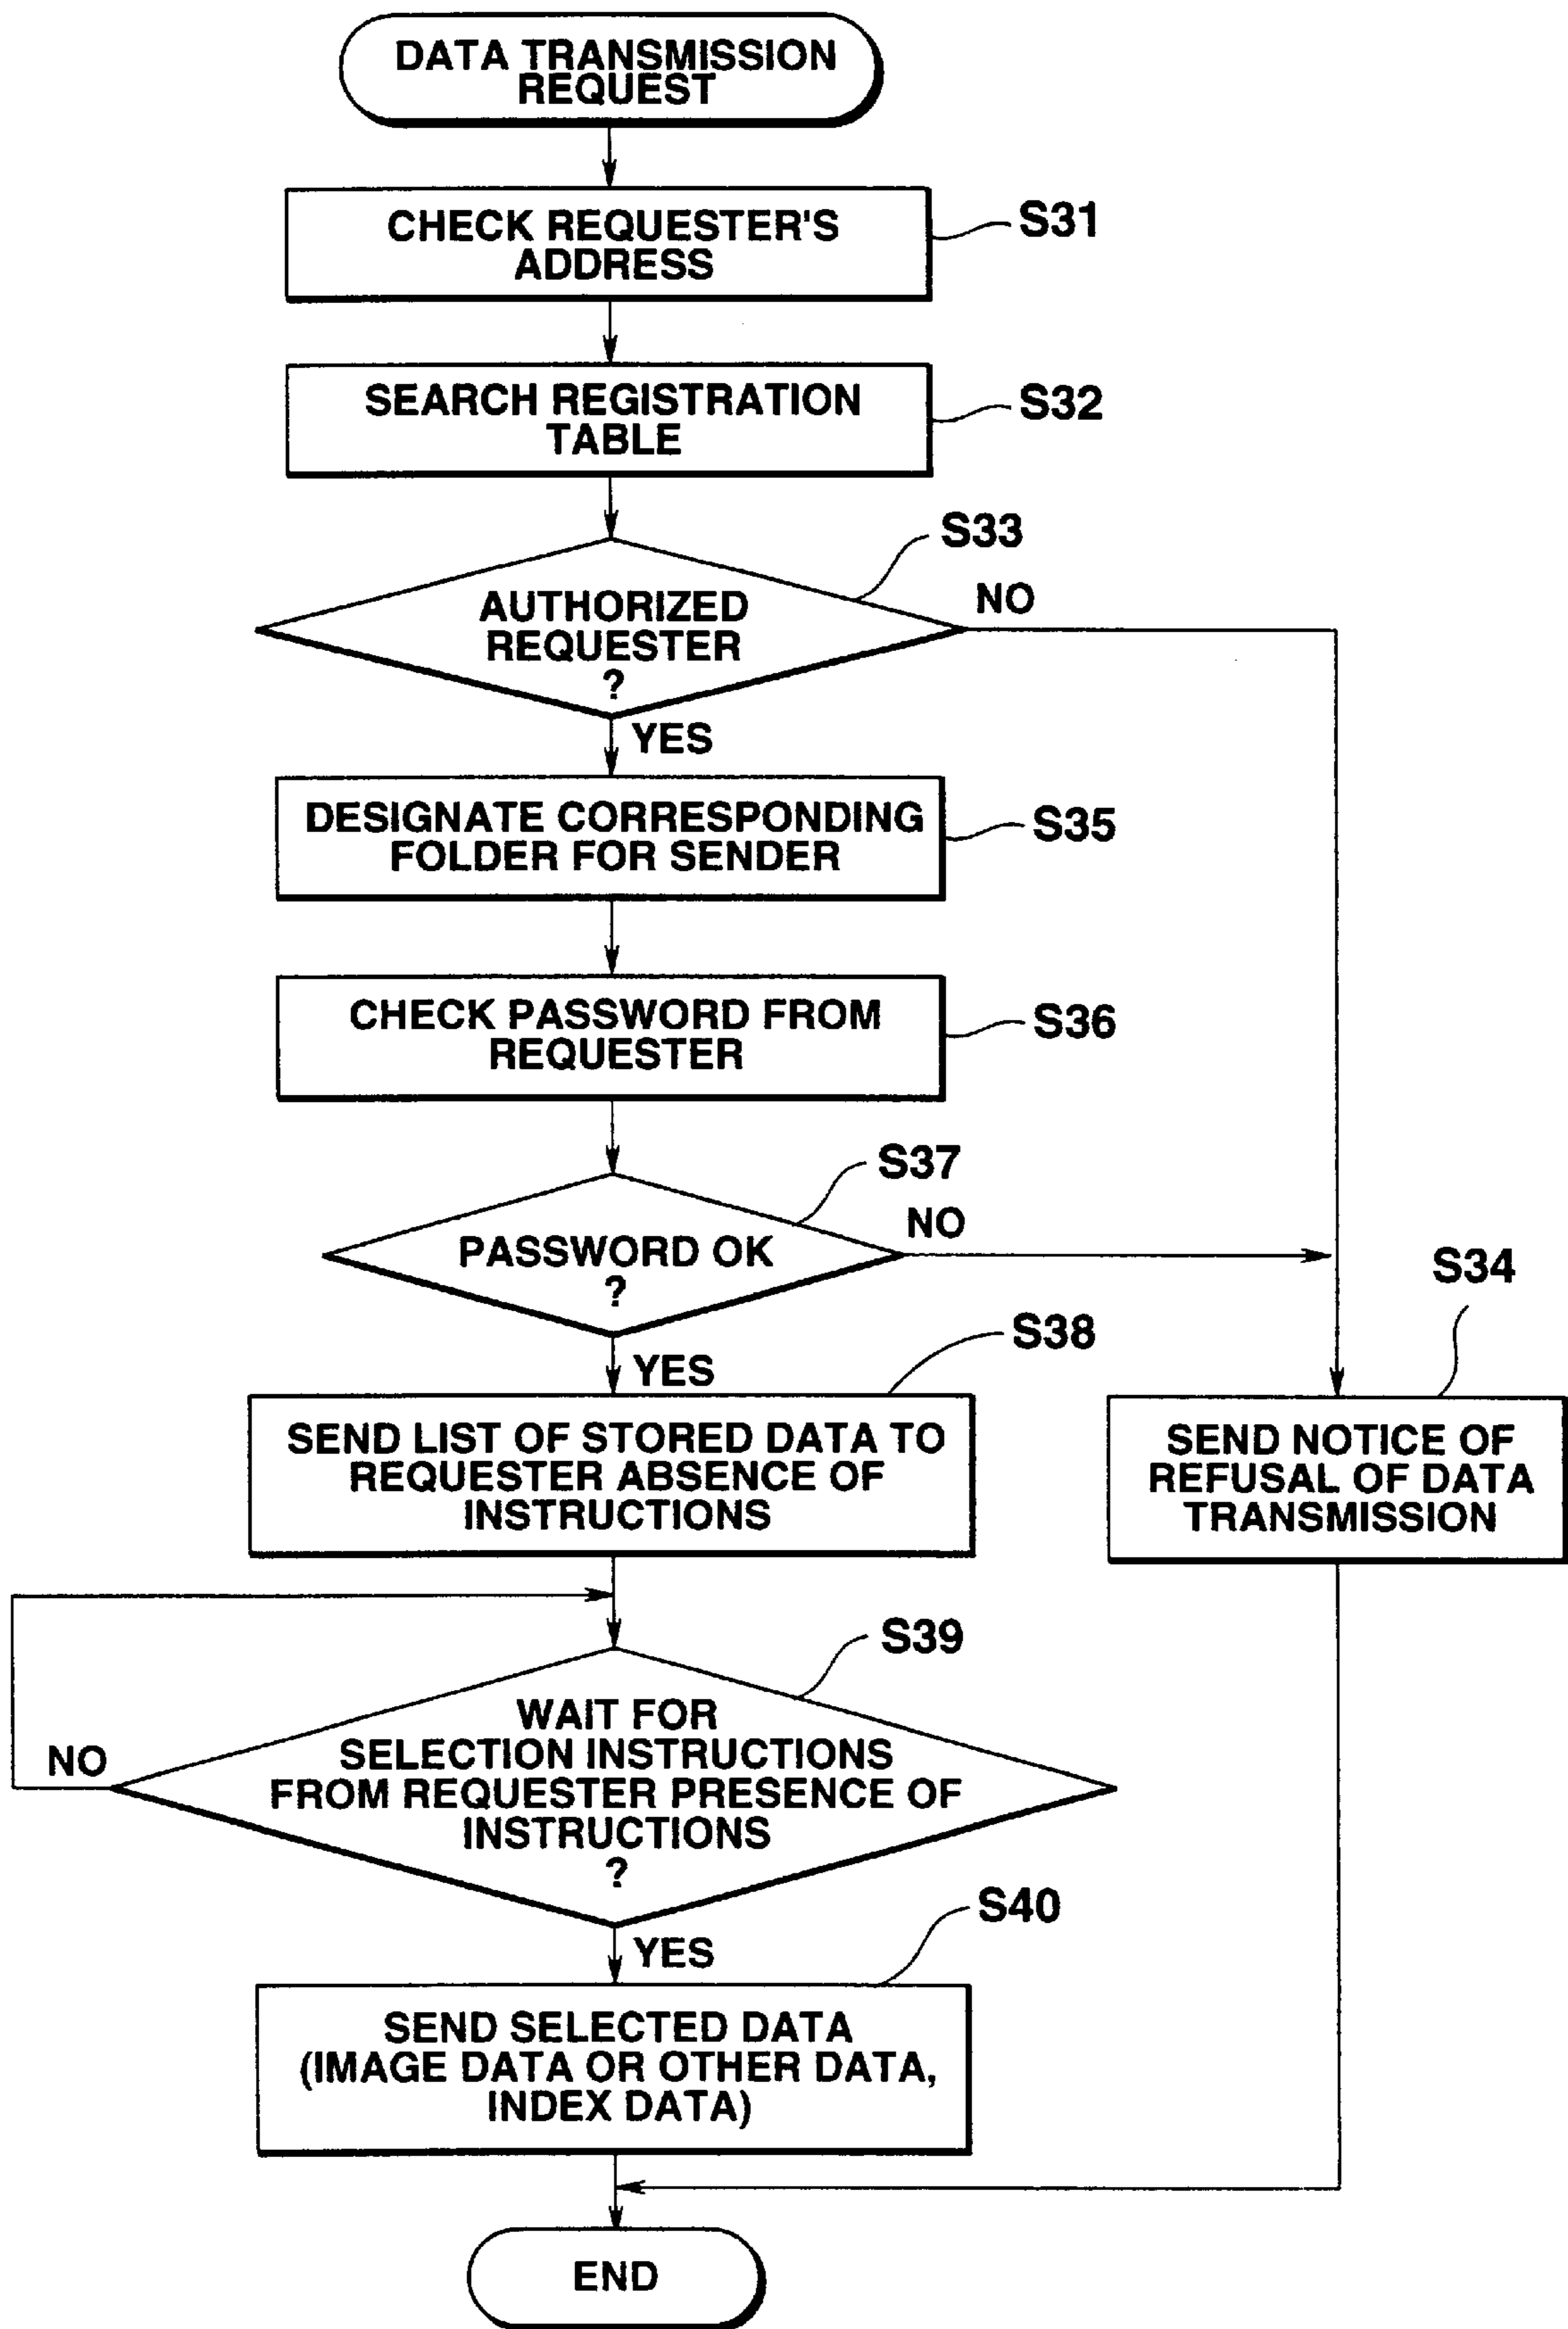 DATA TRANSMISSION
REQUEST
CHECK REQUESTER'S
ADDRESS
S31
SEARCH REGISTRATION
TABLE
S32
S33
AUTHORIZED
REQUESTER
?
NO
YES
DESIGNATE CORRESPONDING
FOLDER FOR SENDER
S35
CHECK PASSWORD FROM
REQUESTER
S36
S37
PASSWORD OK
?
NO
YES
S34
SEND NOTICE OF
REFUSAL OF DATA
TRANSMISSION
S38
SEND LIST OF STORED DATA TO
REQUESTER ABSENCE OF
INSTRUCTIONS
S39
WAIT FOR
SELECTION INSTRUCTIONS
FROM REQUESTER PRESENCE OF
INSTRUCTIONS
?
NO
YES
S40
SEND SELECTED DATA
(IMAGE DATA OR OTHER DATA,
INDEX DATA)
END